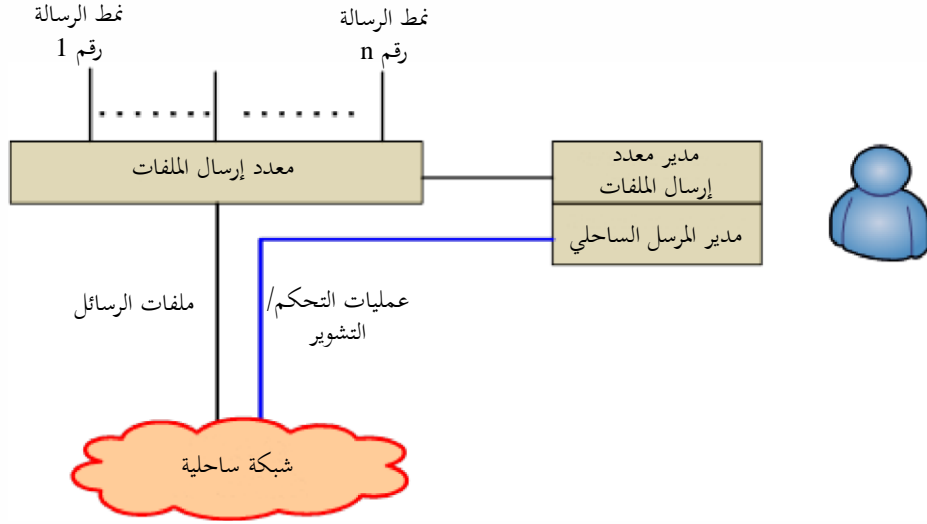 نمط الرسالة
رقم 1
نمط الرسالة
رقم n
معدد إرسال الملفات
مدير معدد
إرسال الملفات
مدير المرسل الساحلي
ملفات الرسائل
عمليات التحكم/
التشوير
شبكة ساحلية